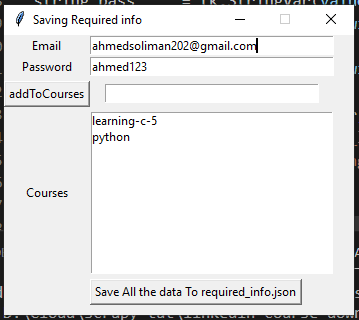 Saving Required info
Email ahmedsoliman202@gmail.com
Password ahmed123
addToCourses
learning-c-5
python
Courses
Save All the data To required_info.json